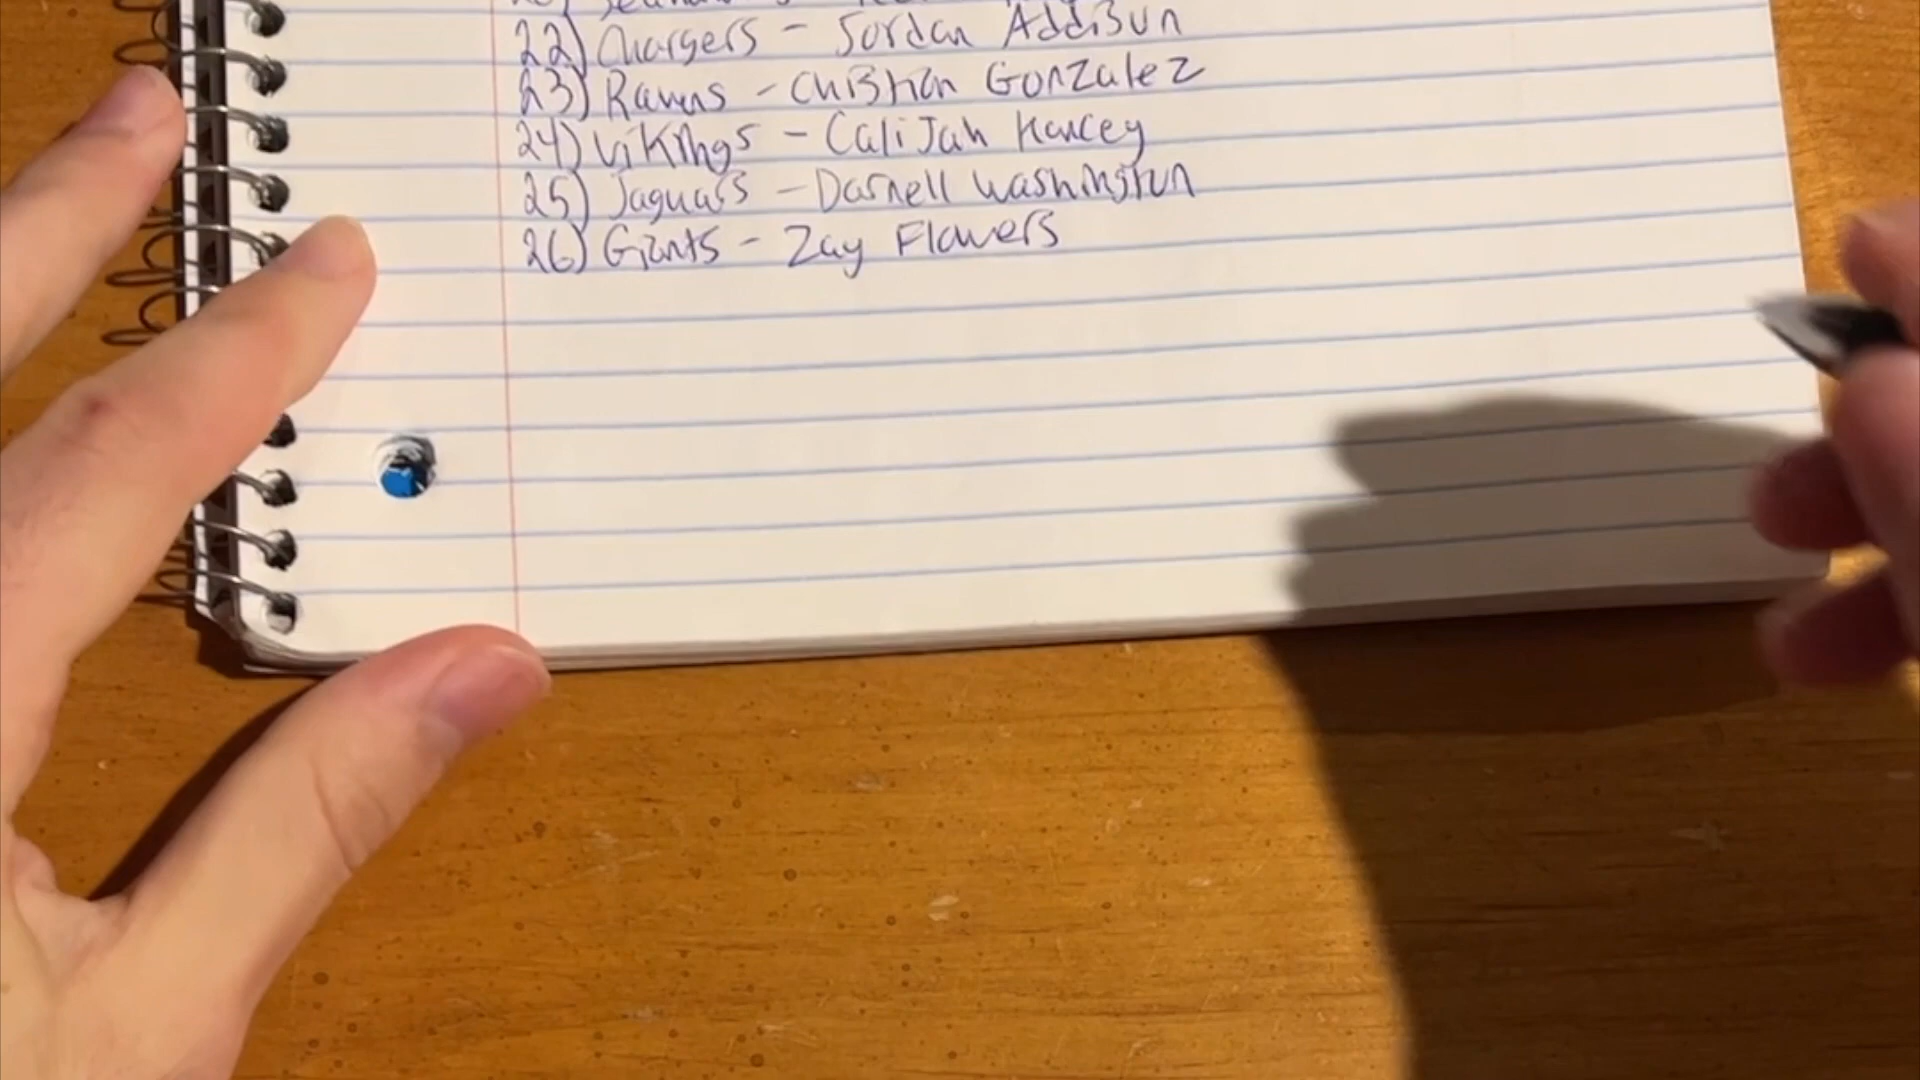 22) Chargers - Jordan Addison
23) Ravens - Christian Gonzalez
24) Vikings - Calijah Kancey
25) Jaguars - Darnell Washington
26) Giants - Zay Flowers